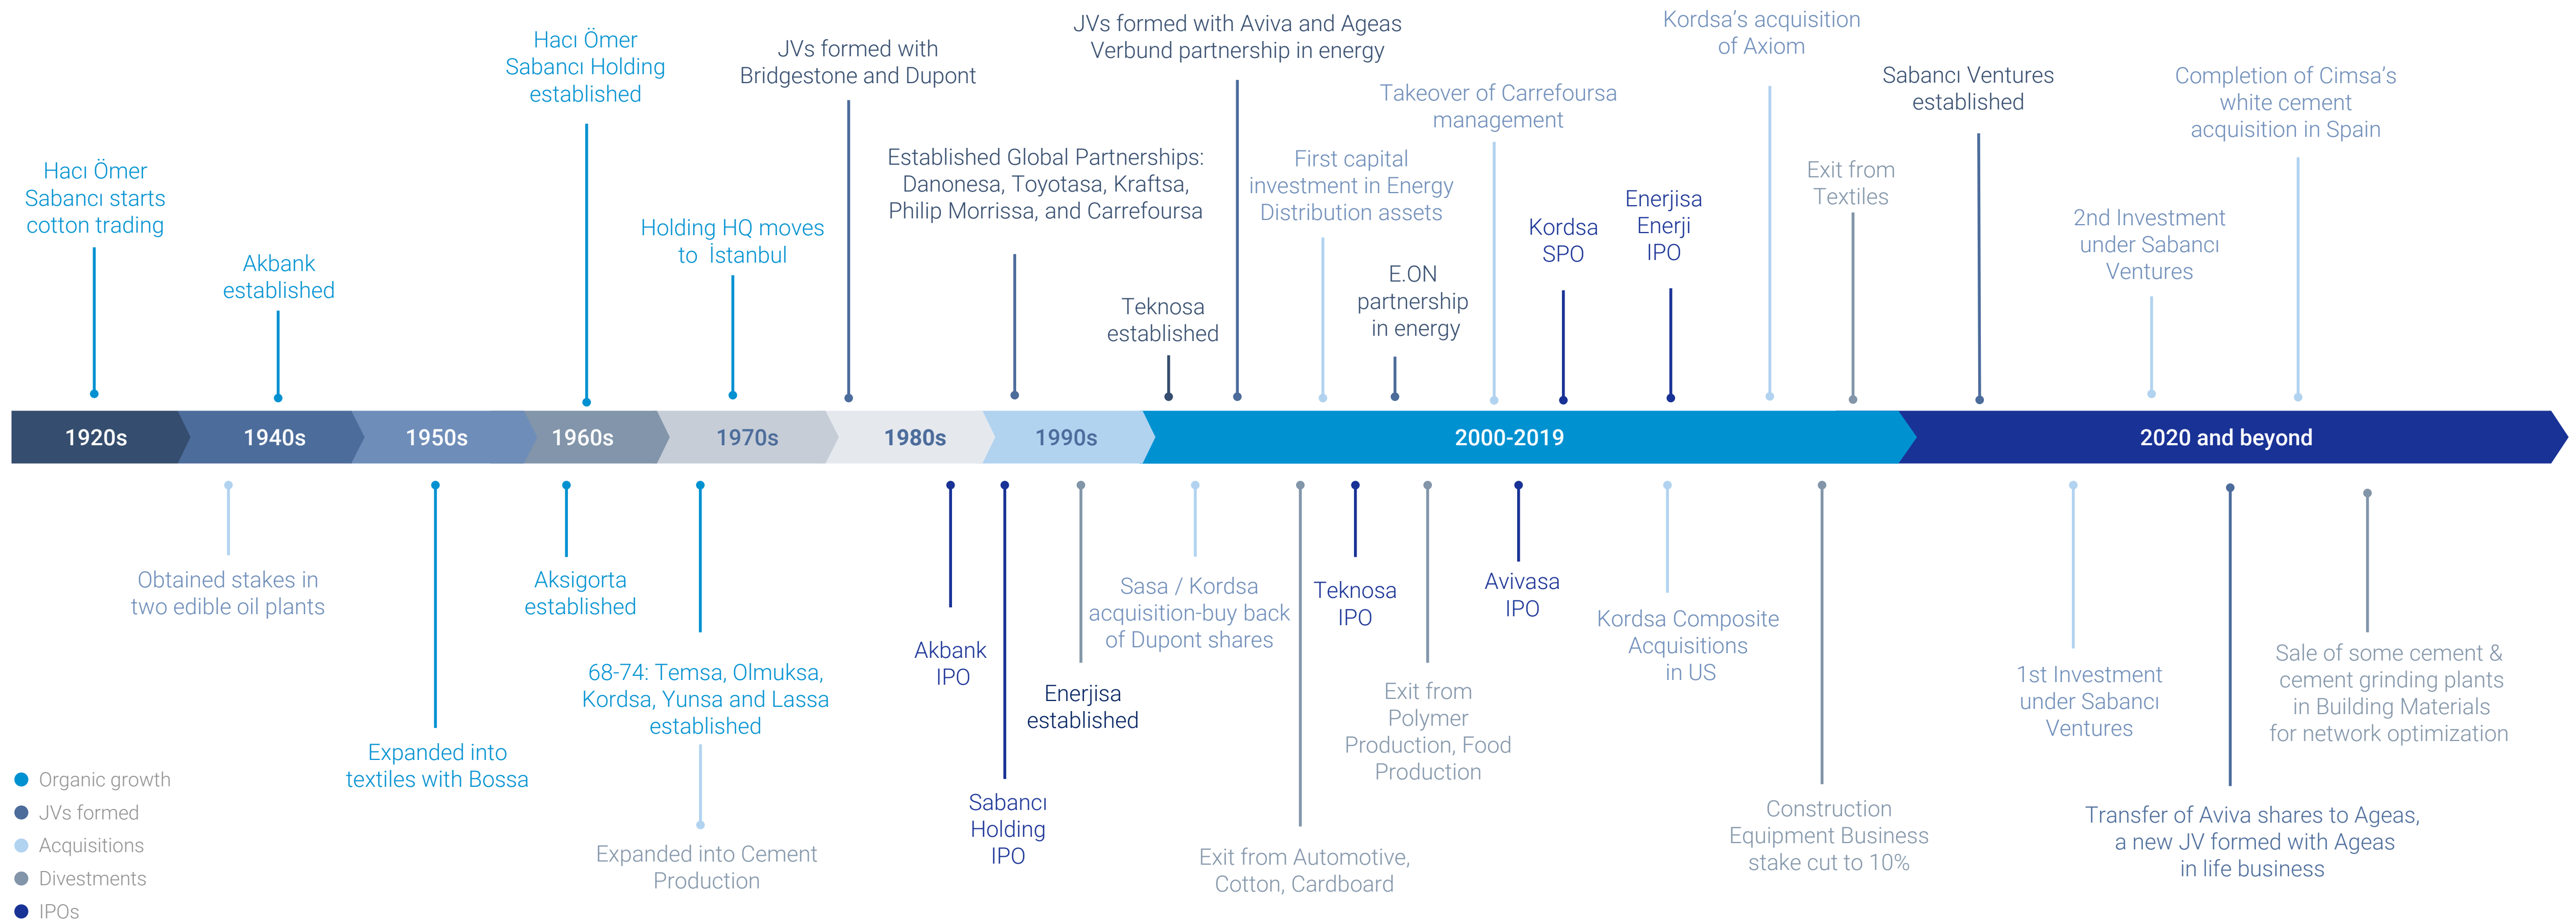 Hacı Ömer
Sabancı starts
cotton trading
Akbank
established
Hacı Ömer
Sabancı Holding
established
Holding HQ moves
to İstanbul
JVs formed with
Bridgestone and Dupont
Established Global Partnerships:
Danonesa, Toyotasa, Kraftsa,
Philip Morrissa, and Carrefoursa
Teknosa
established
JVs formed with Aviva and Ageas
Verbund partnership in energy
First capital
investment in Energy
Distribution assets
E.ON
partnership
in energy
Takeover of Carrefoursa
management
Kordsa
SPO
Enerjisa
Enerji
IPO
Kordsa’s acquisition
of Axiom
Exit from
Textiles
Sabancı Ventures
established
2nd Investment
under Sabancı
Ventures
Completion of Cimsa’s
white cement
acquisition in Spain
1920s
1940s
1950s
1960s
1970s
1980s
1990s
2000-2019
2020 and beyond
Obtained stakes in
two edible oil plants
Expanded into
textiles with Bossa
Aksigorta
established
68-74: Temsa, Olmuksa,
Kordsa, Yunsa and Lassa
established
Expanded into Cement
Production
Akbank
IPO
Sabancı
Holding
IPO
Enerjisa
established
Sasa / Kordsa
acquisition-buy back
of Dupont shares
Exit from Automotive,
Cotton, Cardboard
Teknosa
IPO
Exit from
Polymer
Production, Food
Production
Avivasa
IPO
Kordsa Composite
Acquisitions
in US
Construction
Equipment Business
stake cut to 10%
1st Investment
under Sabancı
Ventures
Transfer of Aviva shares to Ageas,
a new JV formed with Ageas
in life business
Sale of some cement &
cement grinding plants
in Building Materials
for network optimization
Organic growth
JVs formed
Acquisitions
Divestments
IPOs